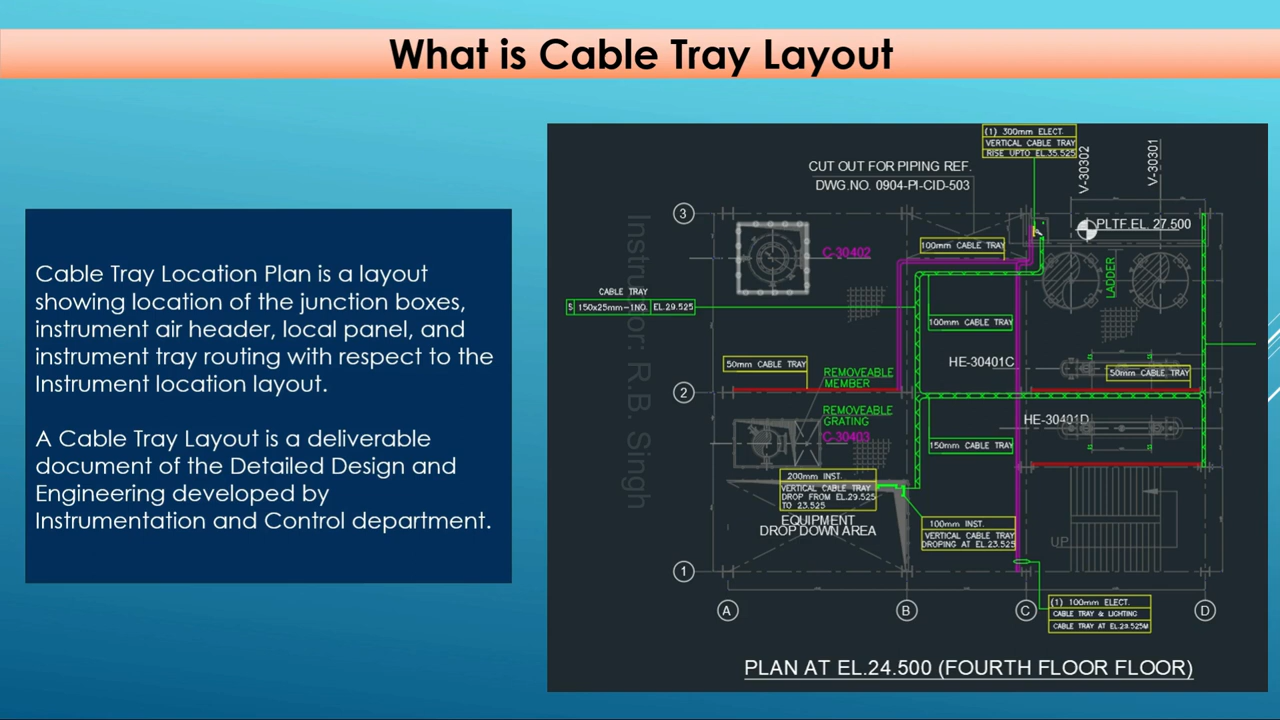 What is Cable Tray Layout
Cable Tray Location Plan is a layout
showing location of the junction boxes,
instrument air header, local panel, and
instrument tray routing with respect to the
Instrument location layout.
A Cable Tray Layout is a deliverable
document of the Detailed Design and
Engineering developed by
Instrumentation and Control department.
(1) 300mm ELECT.
VERTICAL CABLE TRAY
RISE UPTO EL.35.525
CUT OUT FOR PIPING REF.
DWG.NO. 0904-PI-CID-503
V-30302
V-30301
3
PLTF.EL. 27.500
100mm CABLE TRAY
C-30402
LADDER
CABLE TRAY
S 150x25mm-1NO. EL.29.525
100mm CABLE TRAY
HE-30401C
50mm CABLE TRAY
REMOVEABLE
MEMBER
50mm CABLE TRAY
2
REMOVEABLE
GRATING
C-30403
HE-30401D
150mm CABLE TRAY
200mm INST.
VERTICAL CABLE TRAY
DROP FROM EL.29.525
TO 23.525
EQUIPMENT
DROP DOWN AREA
100mm INST.
VERTICAL CABLE TRAY
DROPING AT EL.23.525
UP
1
A
B
C
D
(1) 100mm ELECT.
CABLE TRAY & LIGHTING
CABLE TRAY AT EL.29.525M
PLAN AT EL.24.500 (FOURTH FLOOR FLOOR)
Instructor: R.B. Singh